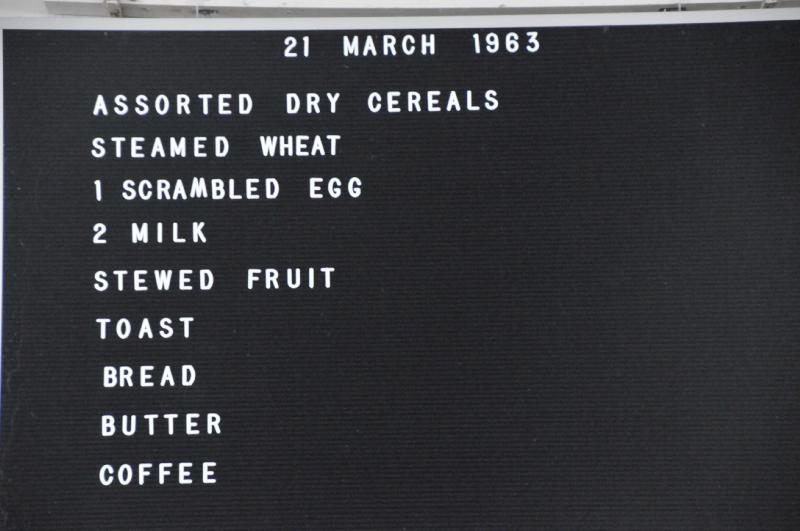 21 MARCH 1963
ASSORTED DRY CEREALS
STEAMED WHEAT
1 SCRAMBLED EGG
2 MILK
STEWED FRUIT
TOAST
BREAD
BUTTER
COFFEE